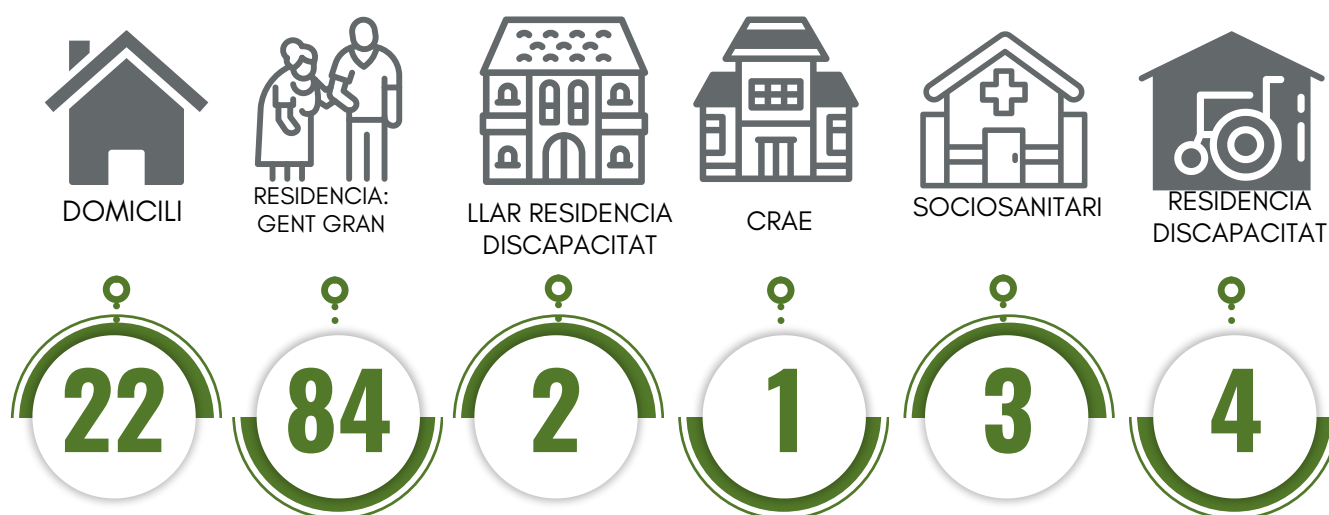 DOMICILI
RESIDENCIA:
GENT GRAN
LLAR RESIDENCIA
DISCAPACITAT
CRAE
SOCIOSANITARI
RESIDENCIA
DISCAPACITAT
22
84
2
1
3
4